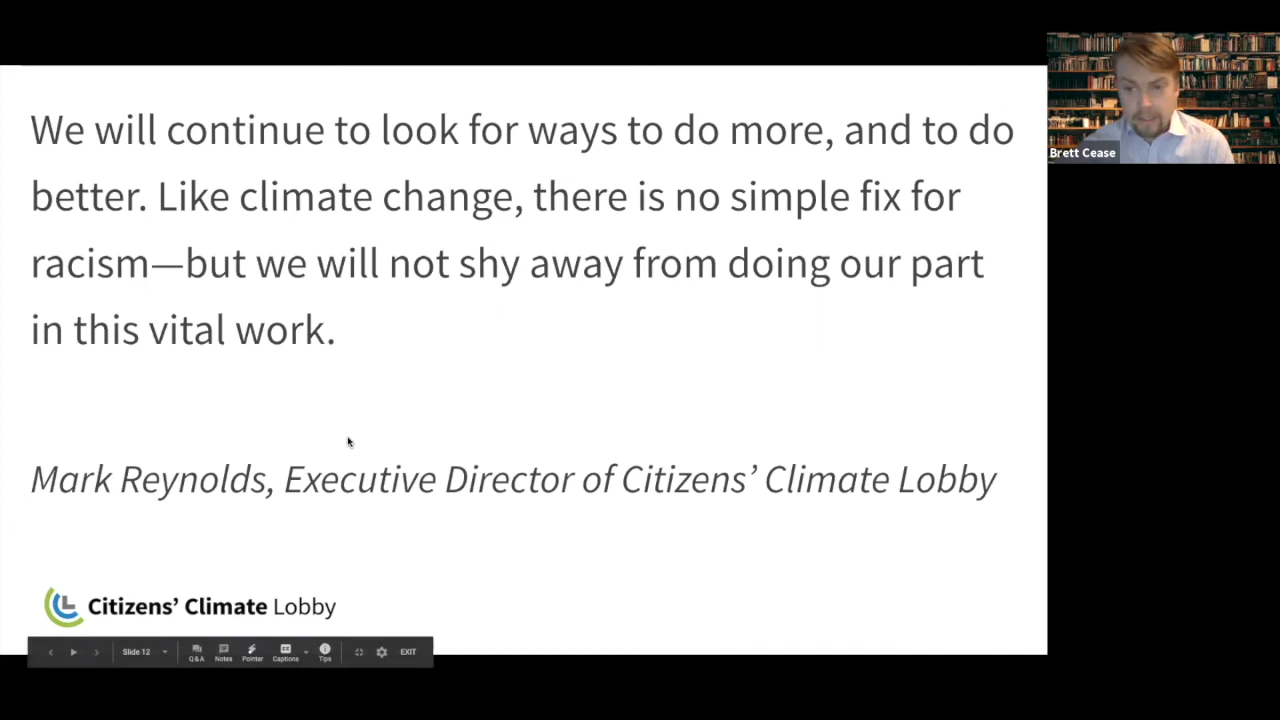 We will continue to look for ways to do more, and to do
better. Like climate change, there is no simple fix for
racism—but we will not shy away from doing our part
in this vital work.
Mark Reynolds, Executive Director of Citizens’ Climate Lobby
Citizens’ Climate Lobby
Brett Cease
Slide 12
Q&A Notes Pointer Captions Tips EXIT